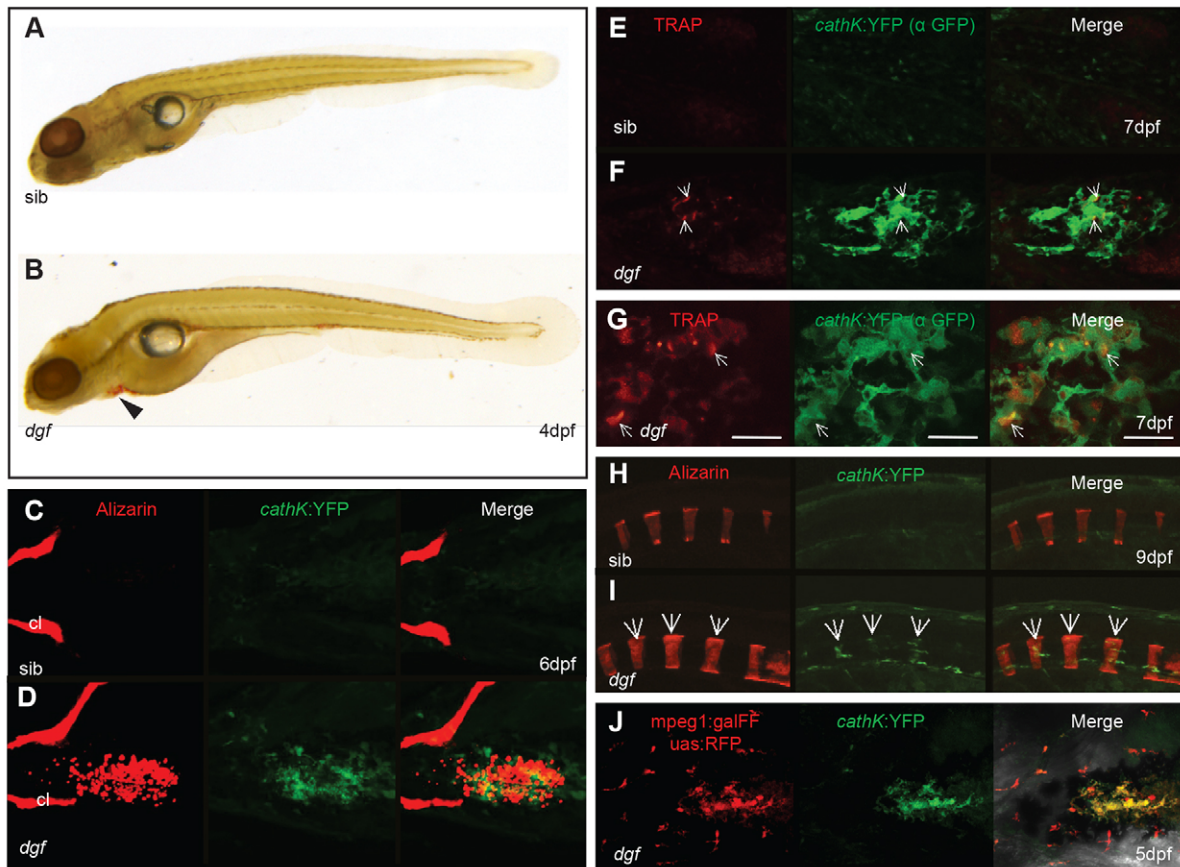 A
sib
B
dgf
4dpf
C
Alizarin
cathK:YFP
Merge
cl
sib
6dpf
D
cl
dgf
E
TRAP
cathK:YFP (α GFP)
Merge
sib
7dpf
F
dgf
G
TRAP
cathK:YFP (α GFP)
Merge
dgf
7dpf
H
Alizarin
cathK:YFP
Merge
sib
9dpf
I
dgf
J
mpeg1:galFF
uas:RFP
cathK:YFP
Merge
dgf
5dpf